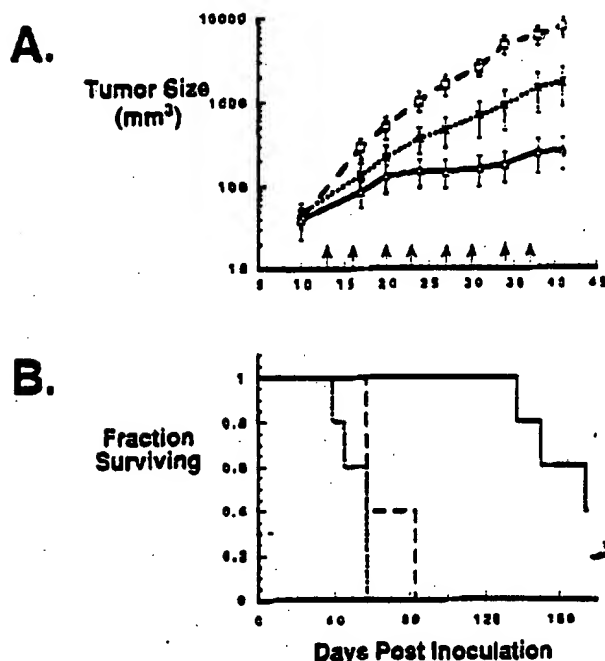 A.
Tumor Size
(mm³)
10000
1000
100
10
5 10 15 20 25 30 35 40 45
B.
Fraction
Surviving
1
0.8
0.6
0.4
0.2
0
0 40 80 120 160
Days Post Inoculation